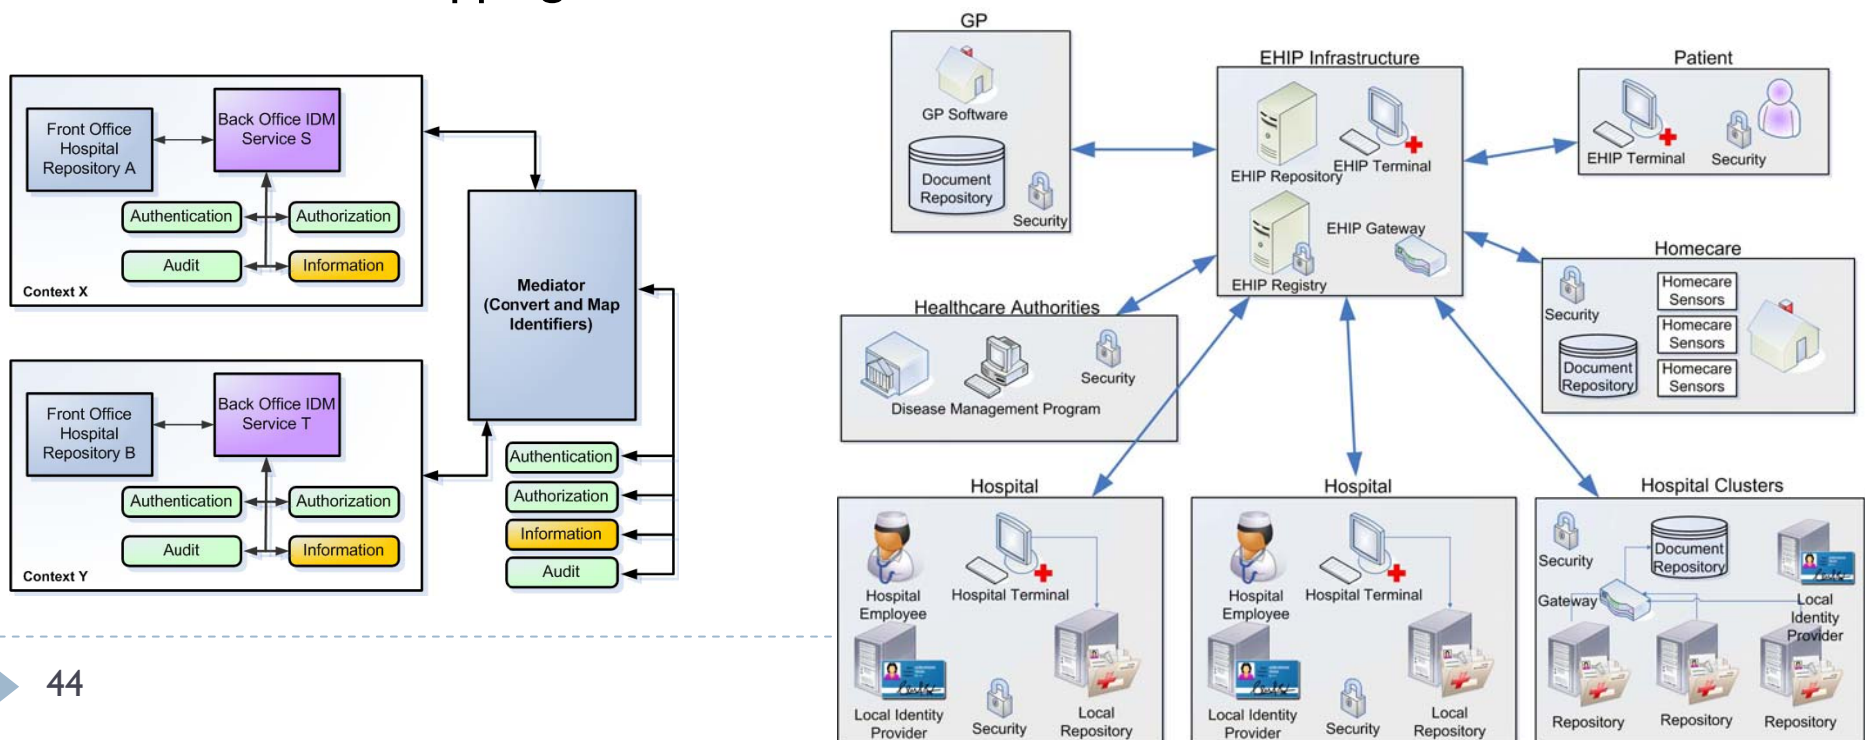 Front Office
Hospital
Repository A
Back Office IDM
Service S
Authentication
Authorization
Audit
Information
Context X
Front Office
Hospital
Repository B
Back Office IDM
Service T
Authentication
Authorization
Audit
Information
Context Y
Mediator
(Convert and Map
Identifiers)
Authentication
Authorization
Information
Audit
44
GP
GP Software
Document
Repository
Security
EHIP Infrastructure
EHIP Repository
EHIP Terminal
EHIP Registry
EHIP Gateway
Patient
EHIP Terminal
Security
Homecare
Security
Document
Repository
Homecare
Sensors
Homecare
Sensors
Homecare
Sensors
Healthcare Authorities
Security
Disease Management Program
Hospital
Hospital
Employee
Hospital Terminal
Local Identity
Provider
Security
Local
Repository
Hospital
Hospital
Employee
Hospital Terminal
Local Identity
Provider
Security
Local
Repository
Hospital Clusters
Security
Document
Repository
Gateway
Local
Identity
Provider
Repository
Repository
Repository